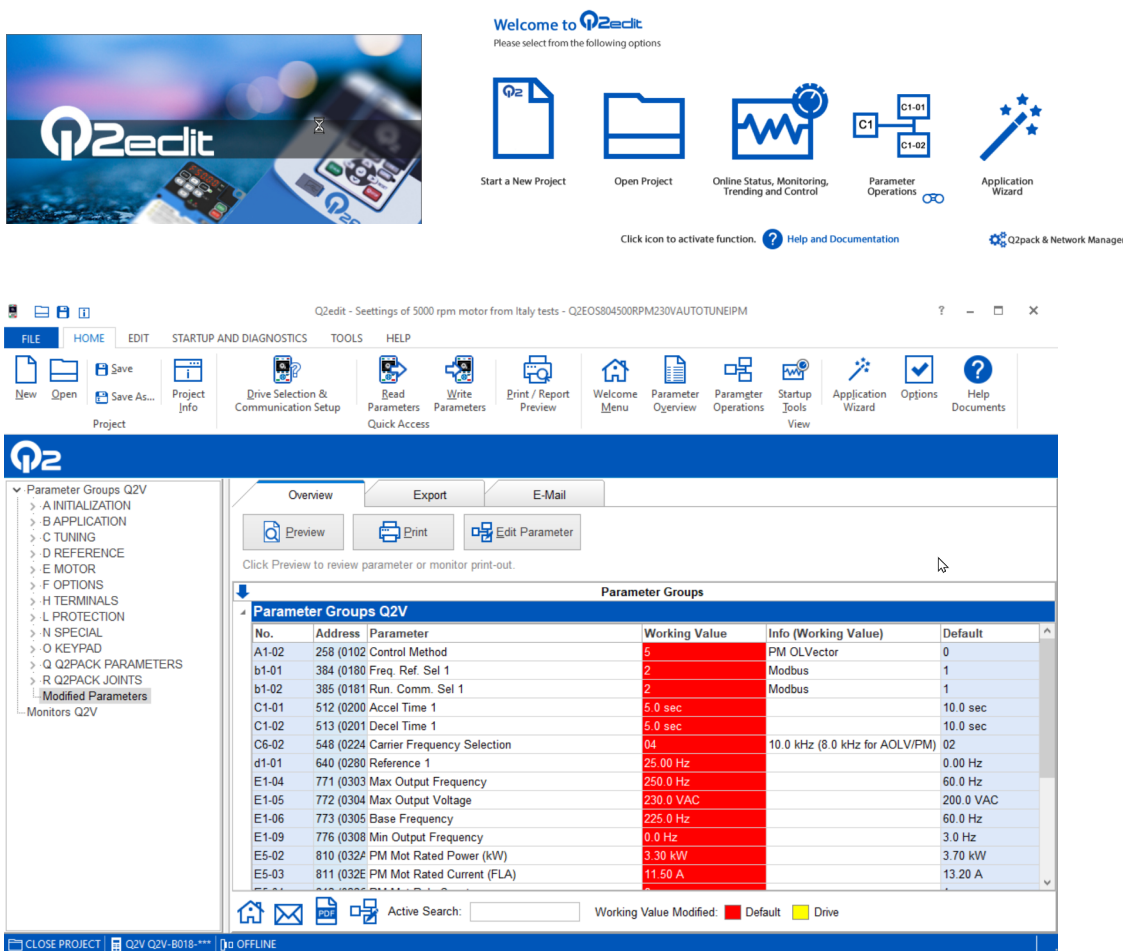 Q2edit
Welcome to Q2edit
Please select from the following options
Q2
C1
C1-01
C1-02
Start a New Project
Open Project
Online Status, Monitoring,
Trending and Control
Parameter
Operations
Application
Wizard
Click icon to activate function.
? Help and Documentation
Q2pack & Network Manager
Q2edit - Seettings of 5000 rpm motor from Italy tests - Q2EOS804500RPM230VAUTOTUNEIPM
FILE HOME EDIT STARTUP AND DIAGNOSTICS TOOLS HELP
New
Open
Save
Save As...
Project
Info
Drive Selection &
Communication Setup
Read
Parameters
Write
Parameters
Print / Report
Preview
Welcome
Menu
Parameter
Overview
Parameter
Operations
Startup
Tools
Application
Wizard
Options
Help
Documents
Project
Quick Access
View
Q2
Parameter Groups Q2V
A INITIALIZATION
B APPLICATION
C TUNING
D REFERENCE
E MOTOR
F OPTIONS
H TERMINALS
L PROTECTION
N SPECIAL
O KEYPAD
Q Q2PACK PARAMETERS
R Q2PACK JOINTS
Modified Parameters
Monitors Q2V
Overview Export E-Mail
Preview Print Edit Parameter
Click Preview to review parameter or monitor print-out.
Parameter Groups
Parameter Groups Q2V
No. Address Parameter Working Value Info (Working Value) Default
A1-02 258 (0102 Control Method 5 PM OLVector 0
b1-01 384 (0180 Freq. Ref. Sel 1 2 Modbus 1
b1-02 385 (0181 Run. Comm. Sel 1 2 Modbus 1
C1-01 512 (0200 Accel Time 1 5.0 sec 10.0 sec
C1-02 513 (0201 Decel Time 1 5.0 sec 10.0 sec
C6-02 548 (0224 Carrier Frequency Selection 04 10.0 kHz (8.0 kHz for AOLV/PM) 02
d1-01 640 (0280 Reference 1 25.00 Hz 0.00 Hz
E1-04 771 (0303 Max Output Frequency 250.0 Hz 60.0 Hz
E1-05 772 (0304 Max Output Voltage 230.0 VAC 200.0 VAC
E1-06 773 (0305 Base Frequency 225.0 Hz 60.0 Hz
E1-09 776 (0308 Min Output Frequency 0.0 Hz 3.0 Hz
E5-02 810 (032A PM Mot Rated Power (kW) 3.30 kW 3.70 kW
E5-03 811 (032B PM Mot Rated Current (FLA) 11.50 A 13.20 A
PDF Active Search: Working Value Modified: Default Drive
CLOSE PROJECT Q2V Q2V-B018-*** OFFLINE